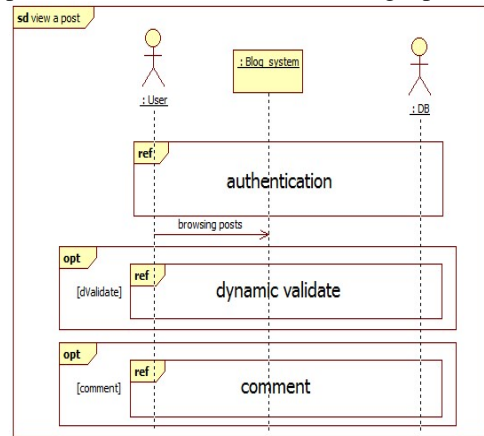 sd view a post
: User
: Blog_system
: DB
ref
authentication
browsing posts
opt
[dValidate]
ref
dynamic validate
opt
[comment]
ref
comment